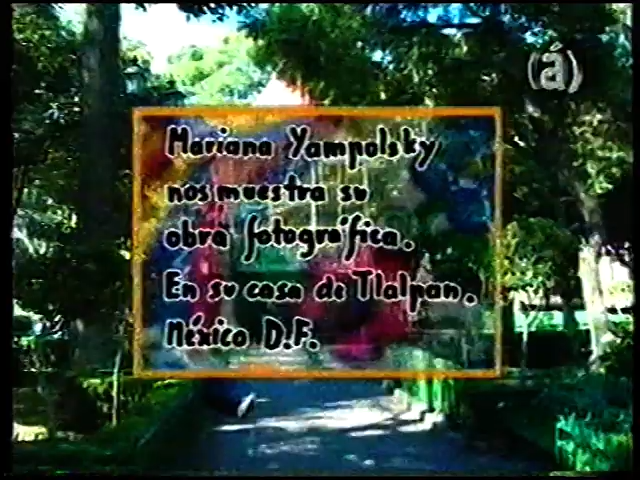 (á)
Mariana Yampolsky
nos muestra su
obra fotográfica.
En su casa de Tlalpan.
México D.F.